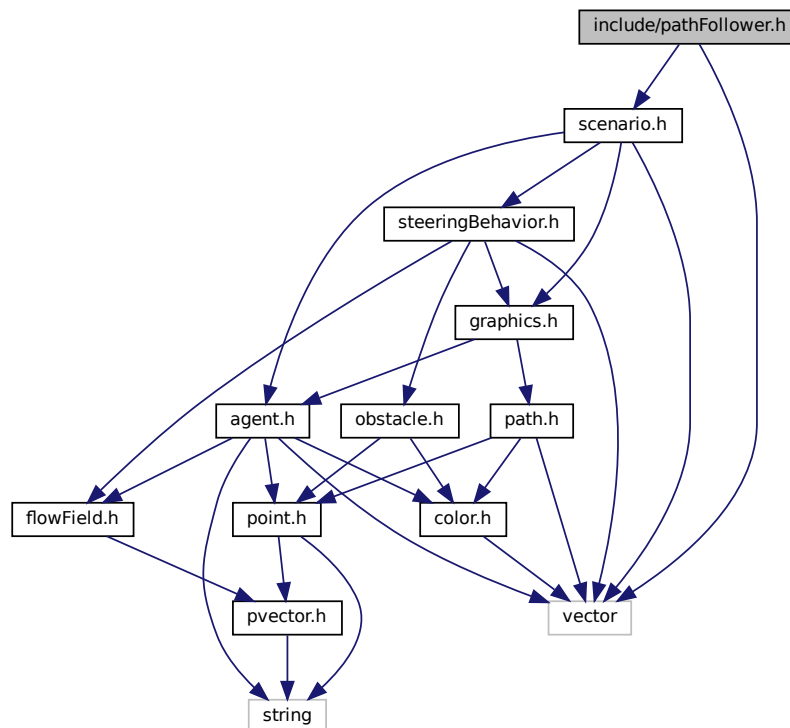 include/pathFollower.h
scenario.h
steeringBehavior.h
graphics.h
agent.h
obstacle.h
path.h
flowField.h
point.h
color.h
pvector.h
vector
string